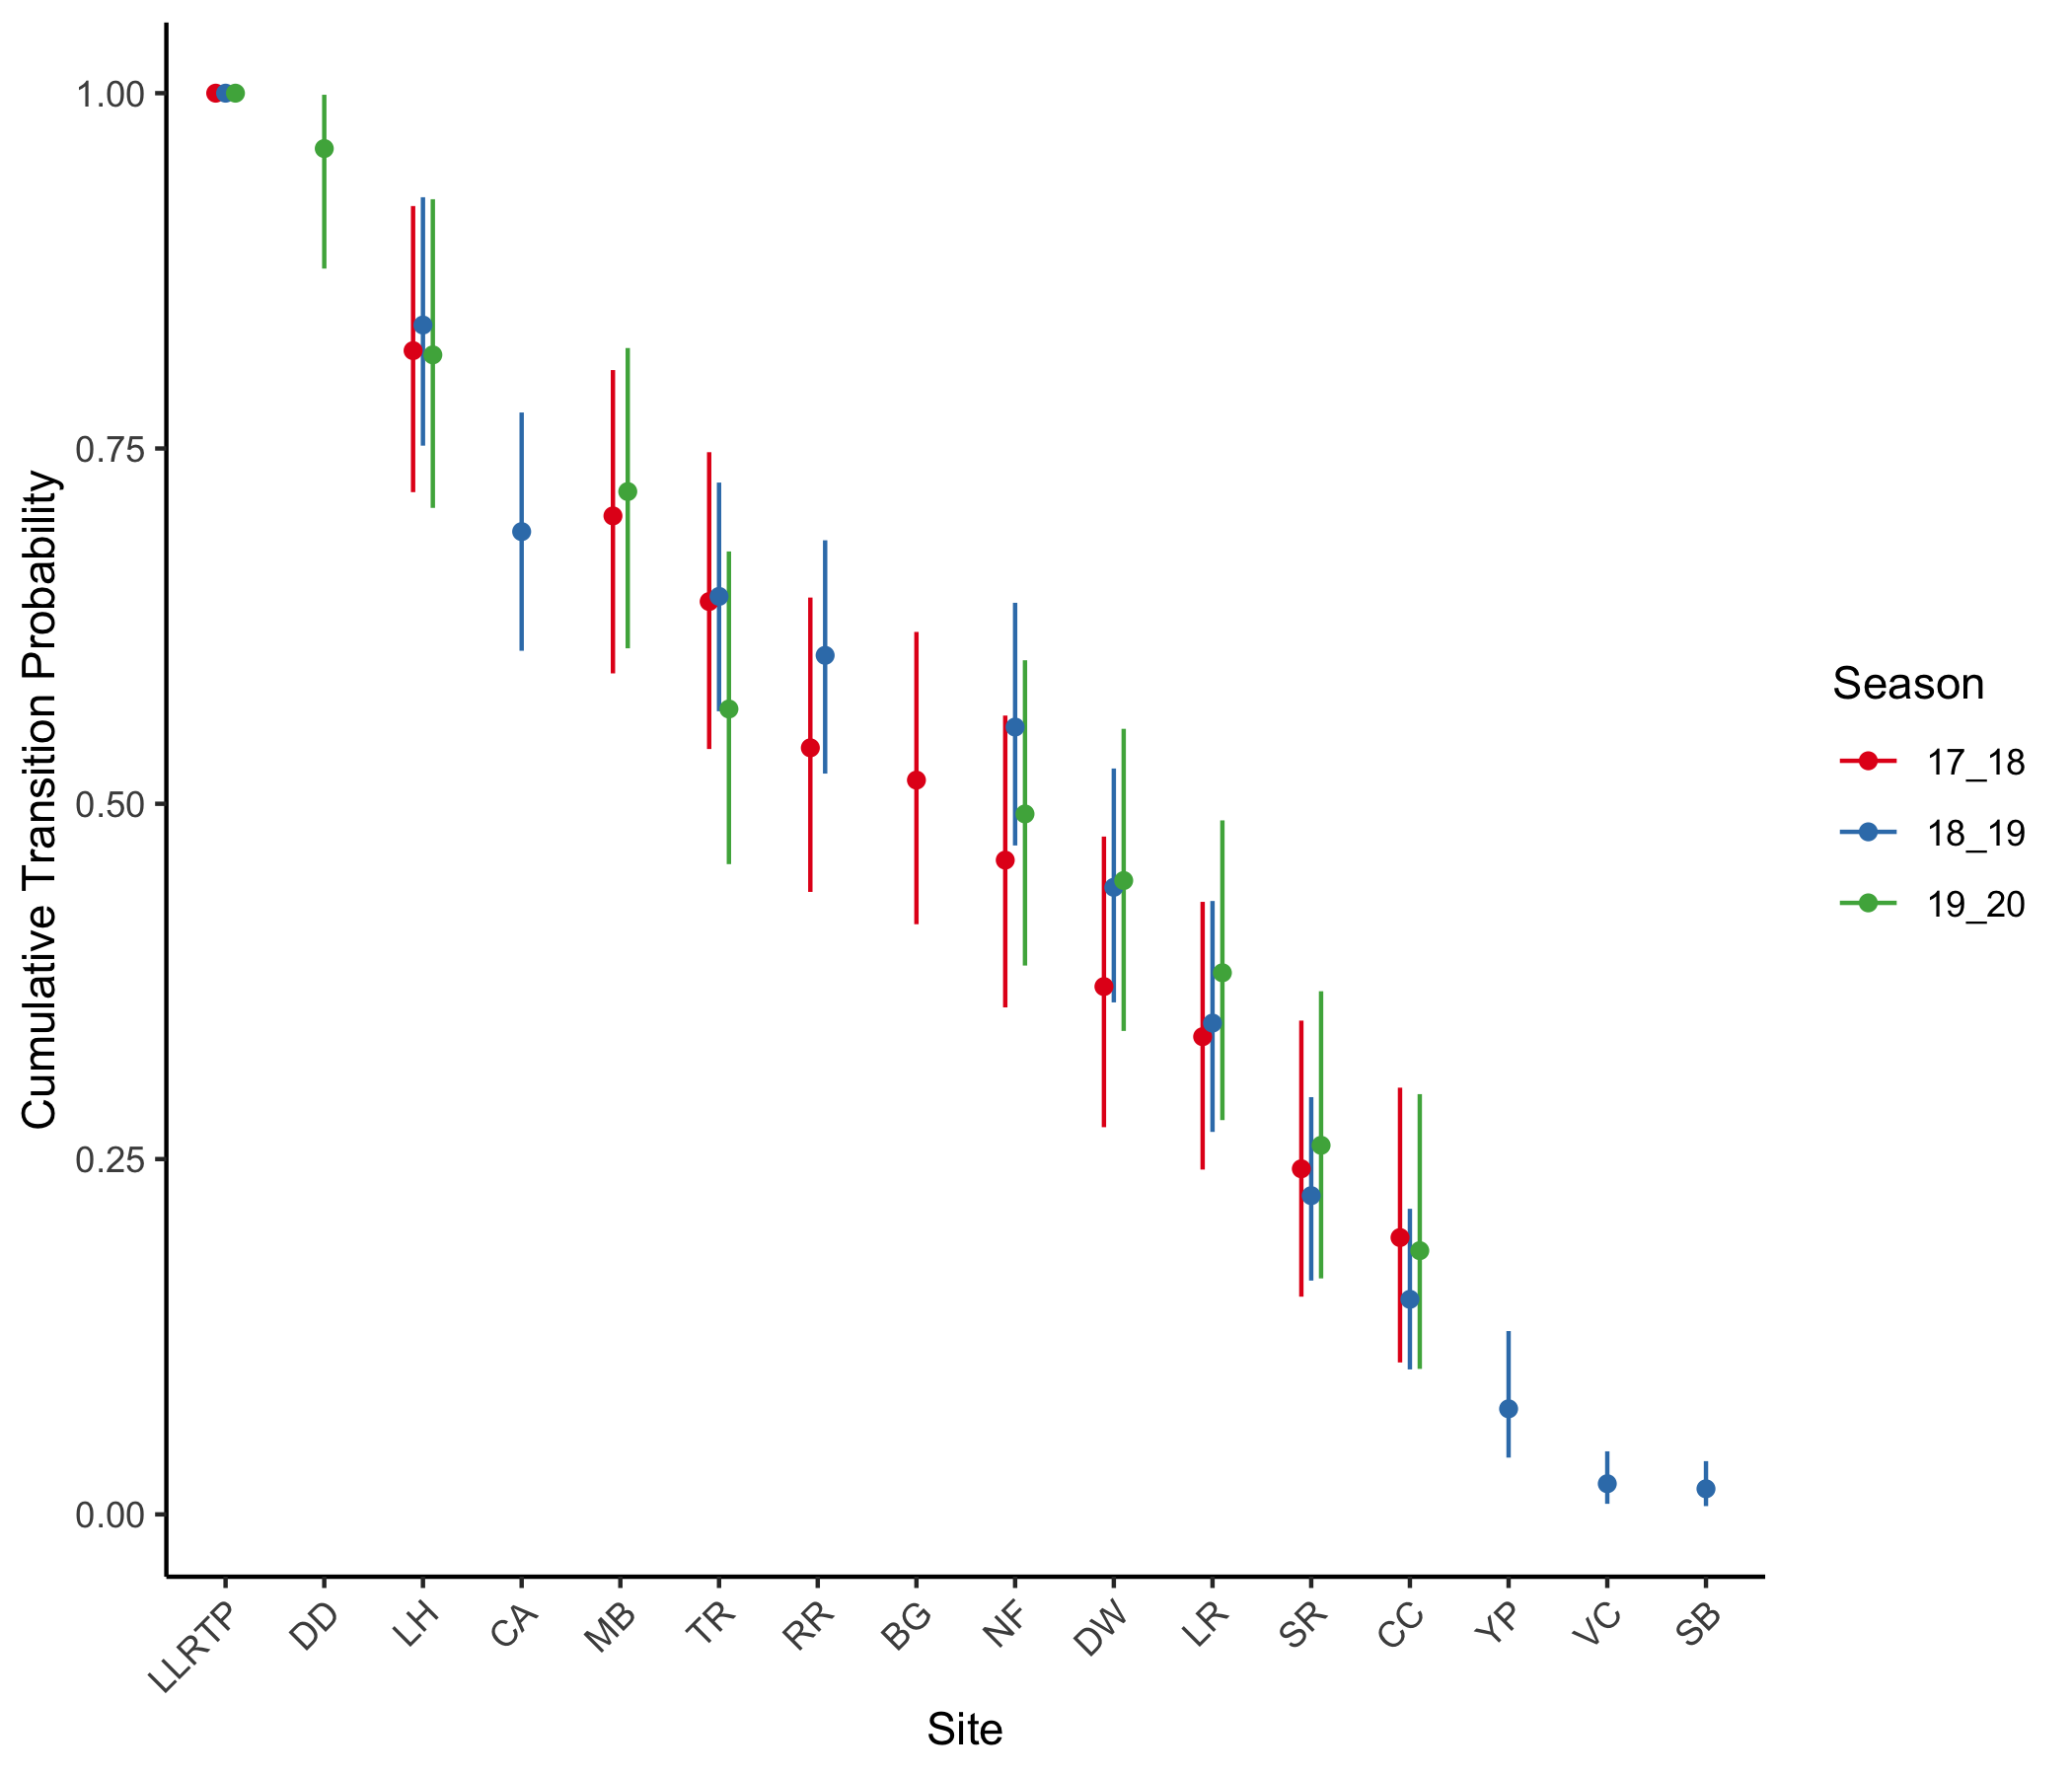 Cumulative Transition Probability
1.00
0.75
0.50
0.25
0.00
LLRTP
DD
LH
CA
MB
TR
RR
BG
NF
DW
LR
SR
CC
YP
VC
SB
Site
Season
17_18
18_19
19_20